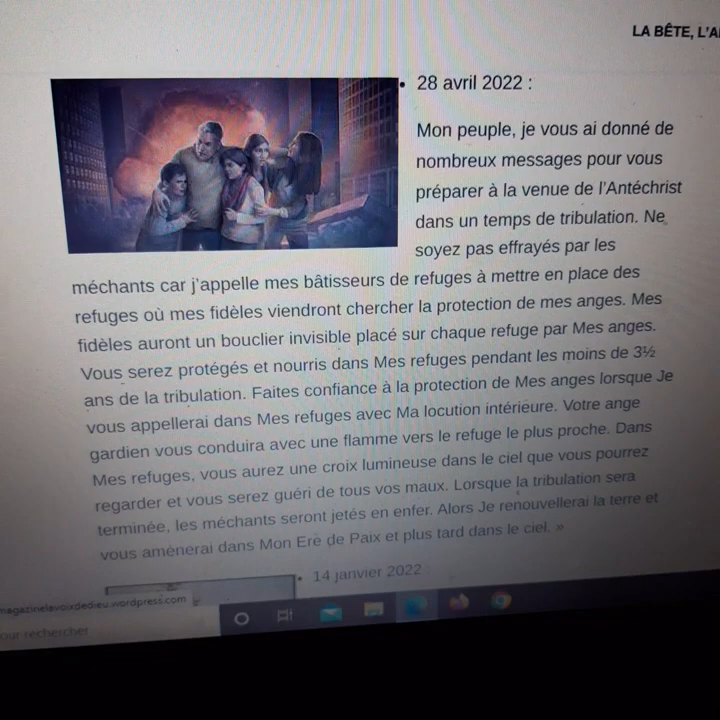 LA BÊTE, L'A
• 28 avril 2022 :
Mon peuple, je vous ai donné de
nombreux messages pour vous
préparer à la venue de l'Antéchrist
dans un temps de tribulation. Ne
soyez pas effrayés par les
méchants car j'appelle mes bâtisseurs de refuges à mettre en place des
refuges où mes fidèles viendront chercher la protection de mes anges. Mes
fidèles auront un bouclier invisible placé sur chaque refuge par Mes anges.
Vous serez protégés et nourris dans Mes refuges pendant les moins de 3½
ans de la tribulation. Faites confiance à la protection de Mes anges lorsque Je
vous appellerai dans Mes refuges avec Ma locution intérieure. Votre ange
gardien vous conduira avec une flamme vers le refuge le plus proche. Dans
Mes refuges, vous aurez une croix lumineuse dans le ciel que vous pourrez
regarder et vous serez guéri de tous vos maux. Lorsque la tribulation sera
terminée, les méchants seront jetés en enfer. Alors Je renouvellerai la terre et
vous amènerai dans Mon Ere de Paix et plus tard dans le ciel. »
• 14 janvier 2022 :
magazinelavoixdedieu.wordpress.com
our rechercher